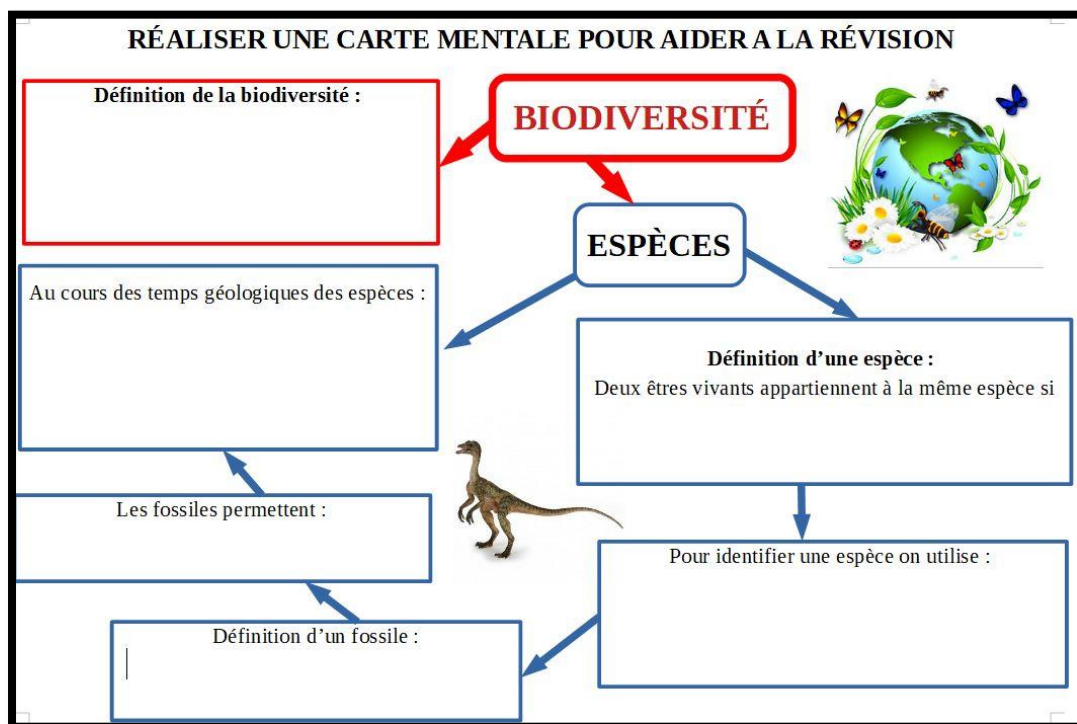 RÉALISER UNE CARTE MENTALE POUR AIDER A LA RÉVISION
Définition de la biodiversité :
BIODIVERSITÉ
ESPÈCES
Au cours des temps géologiques des espèces :
Définition d’une espèce :
Deux êtres vivants appartiennent à la même espèce si
Les fossiles permettent :
Pour identifier une espèce on utilise :
Définition d’un fossile :